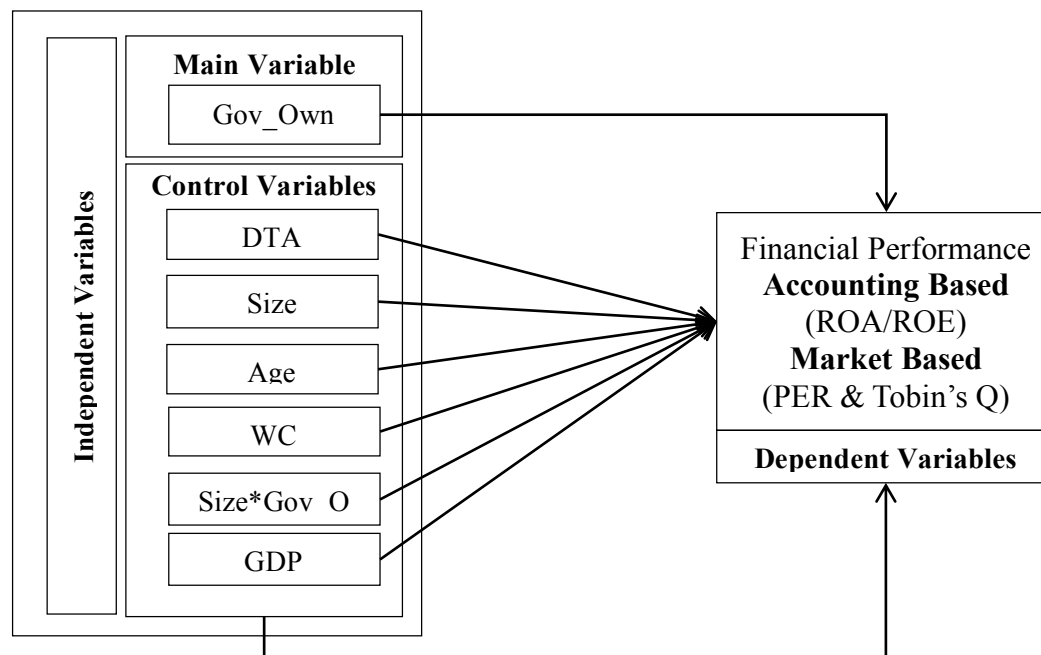 Independent Variables
Main Variable
Gov_Own
Control Variables
DTA
Size
Age
WC
Size*Gov_O
GDP
Financial Performance
Accounting Based
(ROA/ROE)
Market Based
(PER & Tobin’s Q)
Dependent Variables